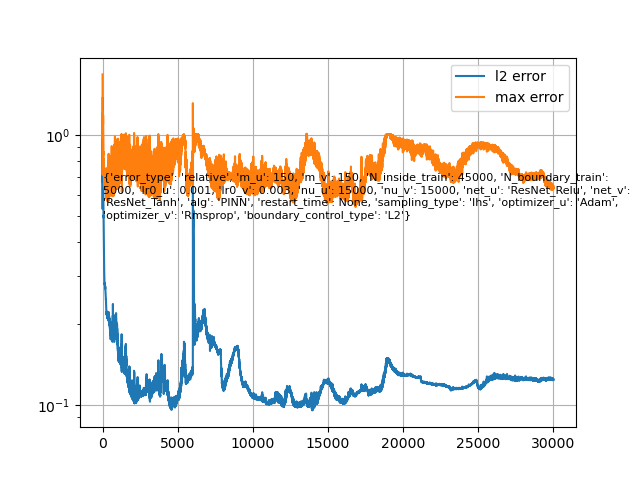 l2 error
max error
10⁰
{'error_type': 'relative', 'm_u': 150, 'm_v': 150, 'N_inside_train': 45000, 'N_boundary_train':
5000, 'lr0_u': 0.001, 'lr0_v': 0.003, 'nu_u': 15000, 'nu_v': 15000, 'net_u': 'ResNet_Relu', 'net_v':
'ResNet_Tanh', 'alg': 'PINN', 'restart_time': None, 'sampling_type': 'lhs', 'optimizer_u': 'Adam',
'optimizer_v': 'Rmsprop', 'boundary_control_type': 'L2'}
10⁻¹
0 5000 10000 15000 20000 25000 30000